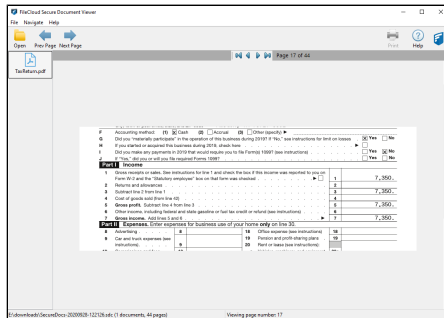 FileCloud Secure Document Viewer
File Navigate Help
Open Prev Page Next Page Print Help
Page 17 of 44
TaxReturn.pdf
F Accounting method: (1) Cash (2) Accrual (3) Other (specify)
G Did you "materially participate" in the operation of this business during 2019? If "No," see instructions for limit on losses Yes No
H If you started or acquired this business during 2019, check here
I Did you make any payments in 2019 that would require you to file Form(s) 1099? (see instructions) Yes No
J If "Yes," did you or will you file required Forms 1099? Yes No
Part I Income
1 Gross receipts or sales. See instructions for line 1 and check the box if this income was reported to you on
Form W-2 and the "Statutory employee" box on that form was checked 1 7,350.
2 Returns and allowances 2
3 Subtract line 2 from line 1 3 7,350.
4 Cost of goods sold (from line 42) 4
5 Gross profit. Subtract line 4 from line 3 5 7,350.
6 Other income, including federal and state gasoline or fuel tax credit or refund (see instructions) 6
7 Gross income. Add lines 5 and 6 7 7,350.
Part II Expenses. Enter expenses for business use of your home only on line 30.
8 Advertising 8 18 Office expense (see instructions) 18
9 Car and truck expenses (see 19 Pension and profit-sharing plans 19
instructions) 9 20 Rent or lease (see instructions):
E:\downloads\SecureDocs-20200928-122126.sdc (1 documents, 44 pages) Viewing page number 17